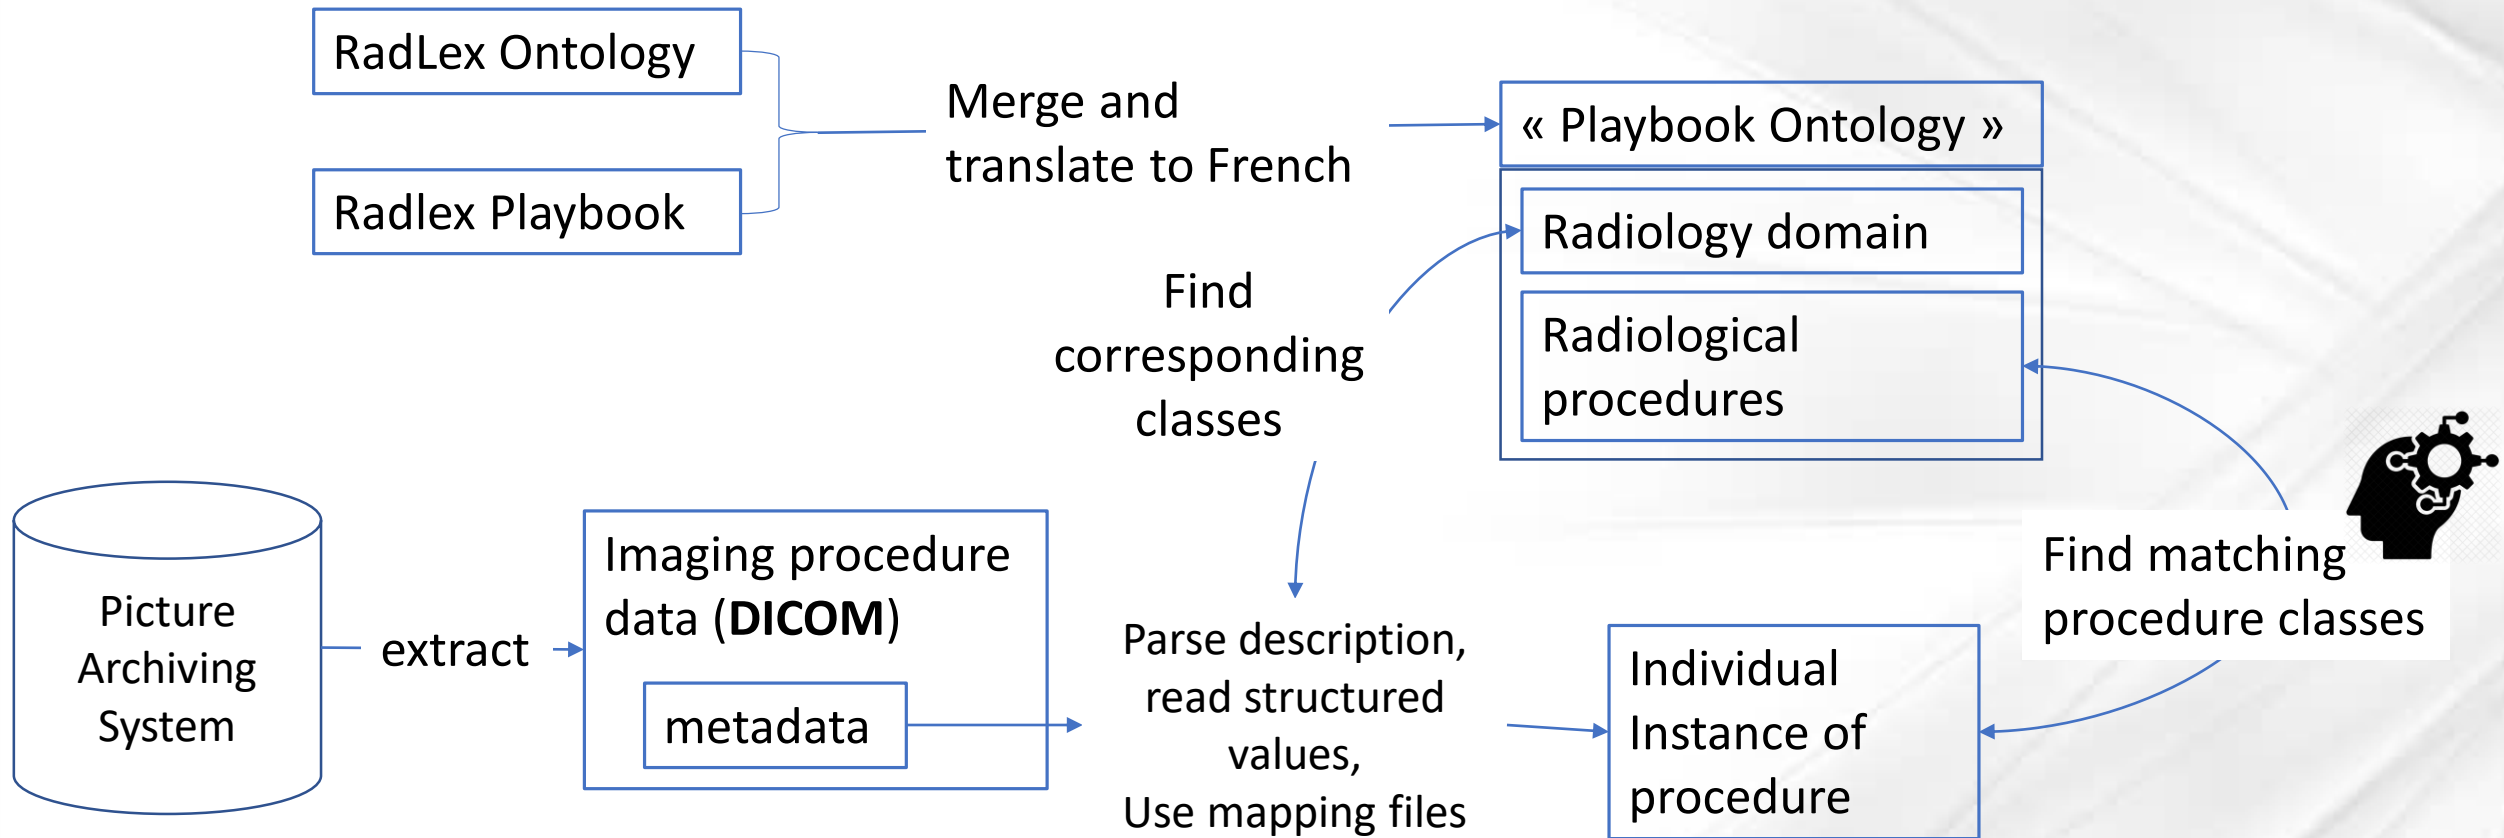 RadLex Ontology
Radlex Playbook
Merge and
translate to French
« Playbook Ontology »
Radiology domain
Radiological
procedures
Find
corresponding
classes
Picture
Archiving
System
extract
Imaging procedure
data (DICOM)
metadata
Parse description,
read structured
values,
Use mapping files
Individual
Instance of
procedure
Find matching
procedure classes